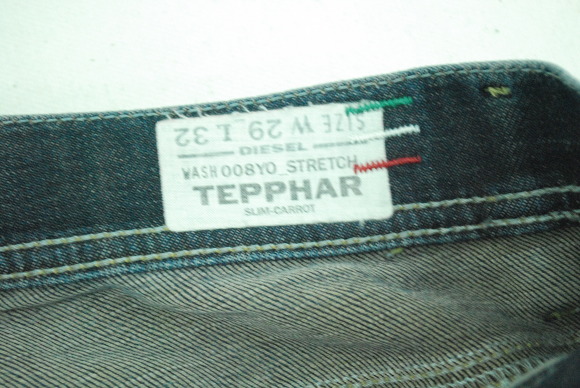 SIZE W 29 L 32
DIESEL
WASH 008YO_STRETCH
TEPPHAR
SLIM-CARROT